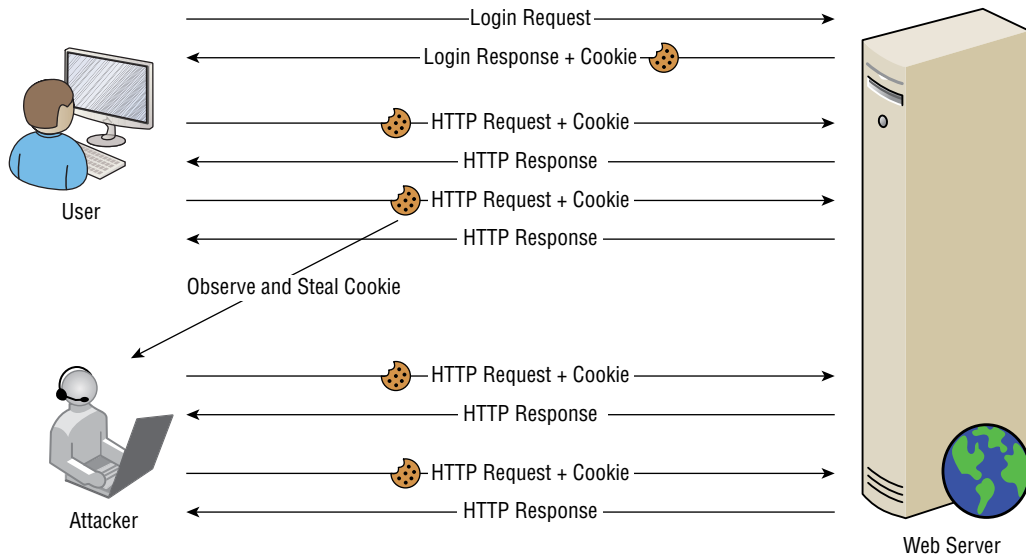 Login Request
Login Response + Cookie
HTTP Request + Cookie
HTTP Response
User
HTTP Request + Cookie
HTTP Response
Observe and Steal Cookie
HTTP Request + Cookie
HTTP Response
HTTP Request + Cookie
Attacker
HTTP Response
Web Server